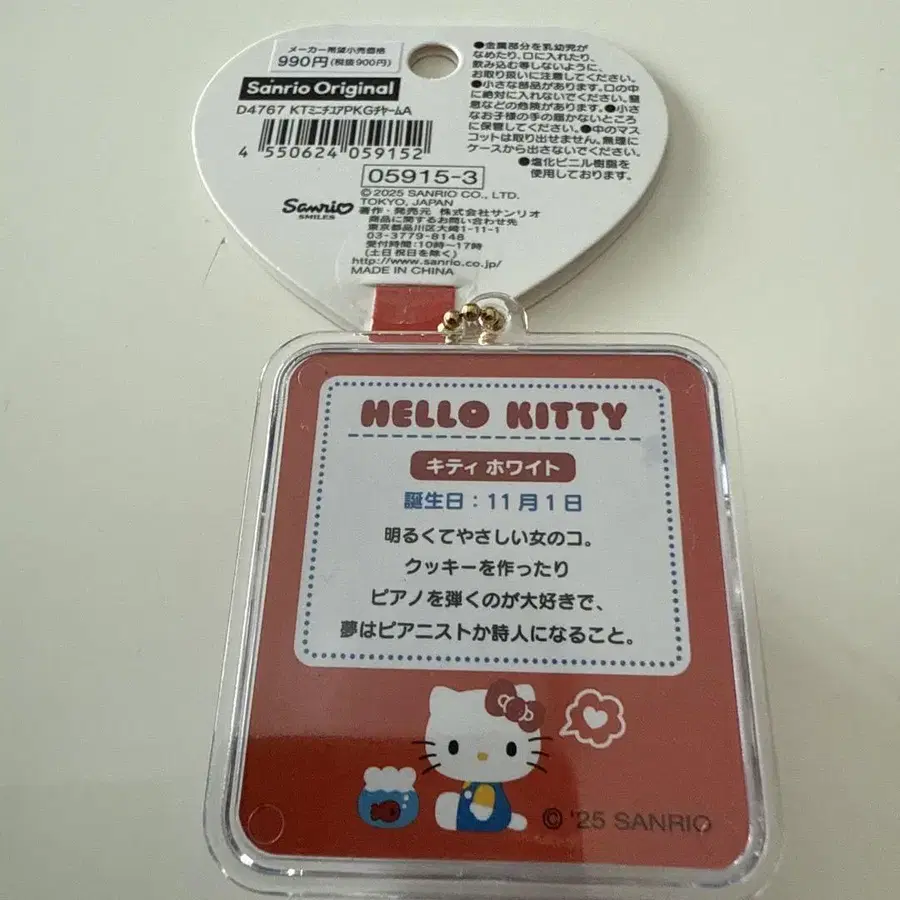 メーカー希望小売価格
990円(税抜900円)
Sanrio Original
D4767 KTミニチュアPKGチャームA
4 550624 059152
05915-3
© 2025 SANRIO CO., LTD.
TOKYO, JAPAN
Sanrio
SMILES
著作・発売元 株式会社サンリオ
商品に関するお問い合わせ先
東京都品川区大崎1-11-1
03-3779-8148
受付時間:10時〜17時
(土日祝日を除く)
http://www.sanrio.co.jp/
MADE IN CHINA
●金属部分を乳幼児が
なめたり、口に入れたり、
飲み込む等しないように、
お取り扱いに注意してください。
●小さな部品があります。口の中
に絶対に入れないでください。窒
息などの危険があります。●小さ
なお子様の手の届かないところ
に保管してください。●中のマス
コットは取り出せません。無理に
ケースから出さないでください。
●塩化ビニル樹脂を
使用しております。
HELLO KITTY
キティ ホワイト
誕生日:11月1日
明るくてやさしい女のコ。
クッキーを作ったり
ピアノを弾くのが大好きで、
夢はピアニストか詩人になること。
© '25 SANRIO